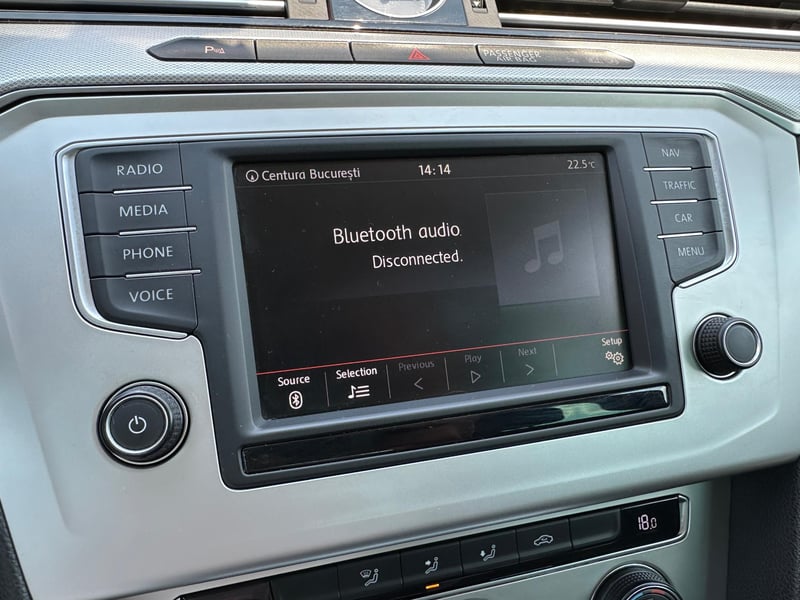 P
PASSENGER
AIR BAG
RADIO
MEDIA
PHONE
VOICE
Centura București
14:14
22.5°C
Bluetooth audio
Disconnected.
Source
Selection
Previous
Play
Next
Setup
NAV
TRAFFIC
CAR
MENU
18.0